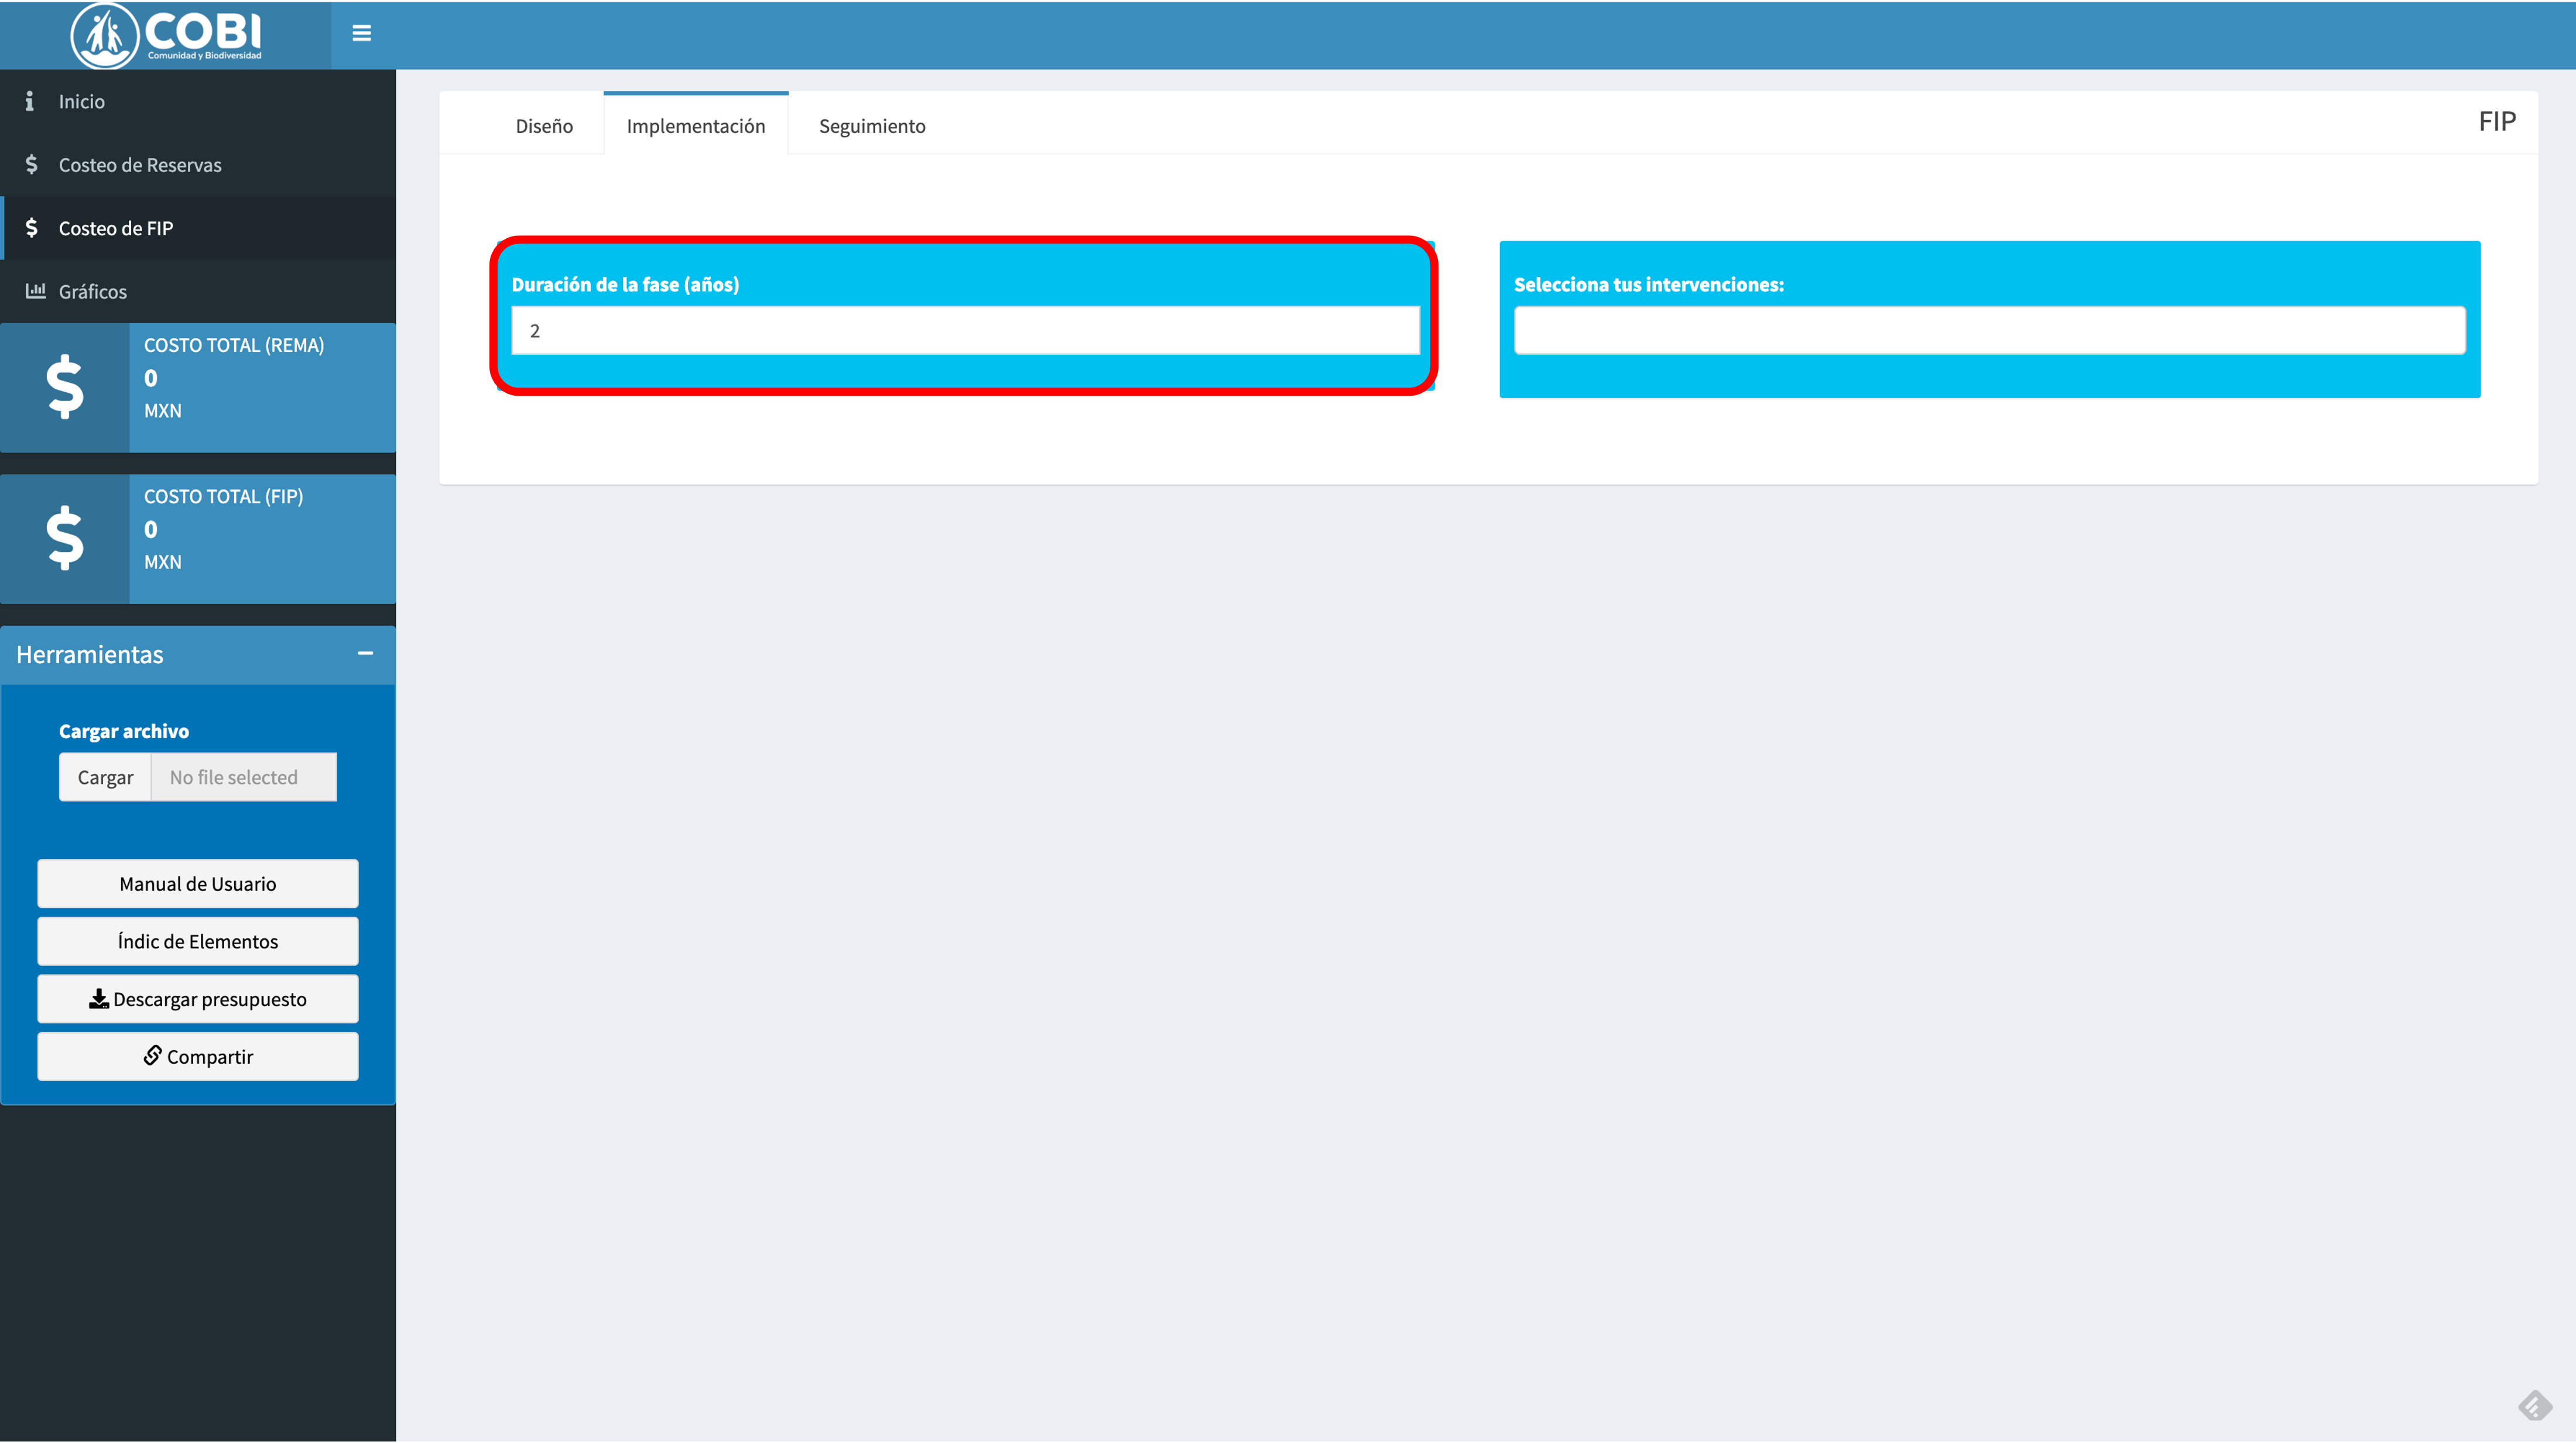 COBI
Comunidad y Biodiversidad
Inicio
Costeo de Reservas
Costeo de FIP
Gráficos
COSTO TOTAL (REMA)
0
MXN
COSTO TOTAL (FIP)
0
MXN
Herramientas
Cargar archivo
Cargar No file selected
Manual de Usuario
Índic de Elementos
Descargar presupuesto
Compartir
Diseño Implementación Seguimiento FIP
Duración de la fase (años)
2
Selecciona tus intervenciones: